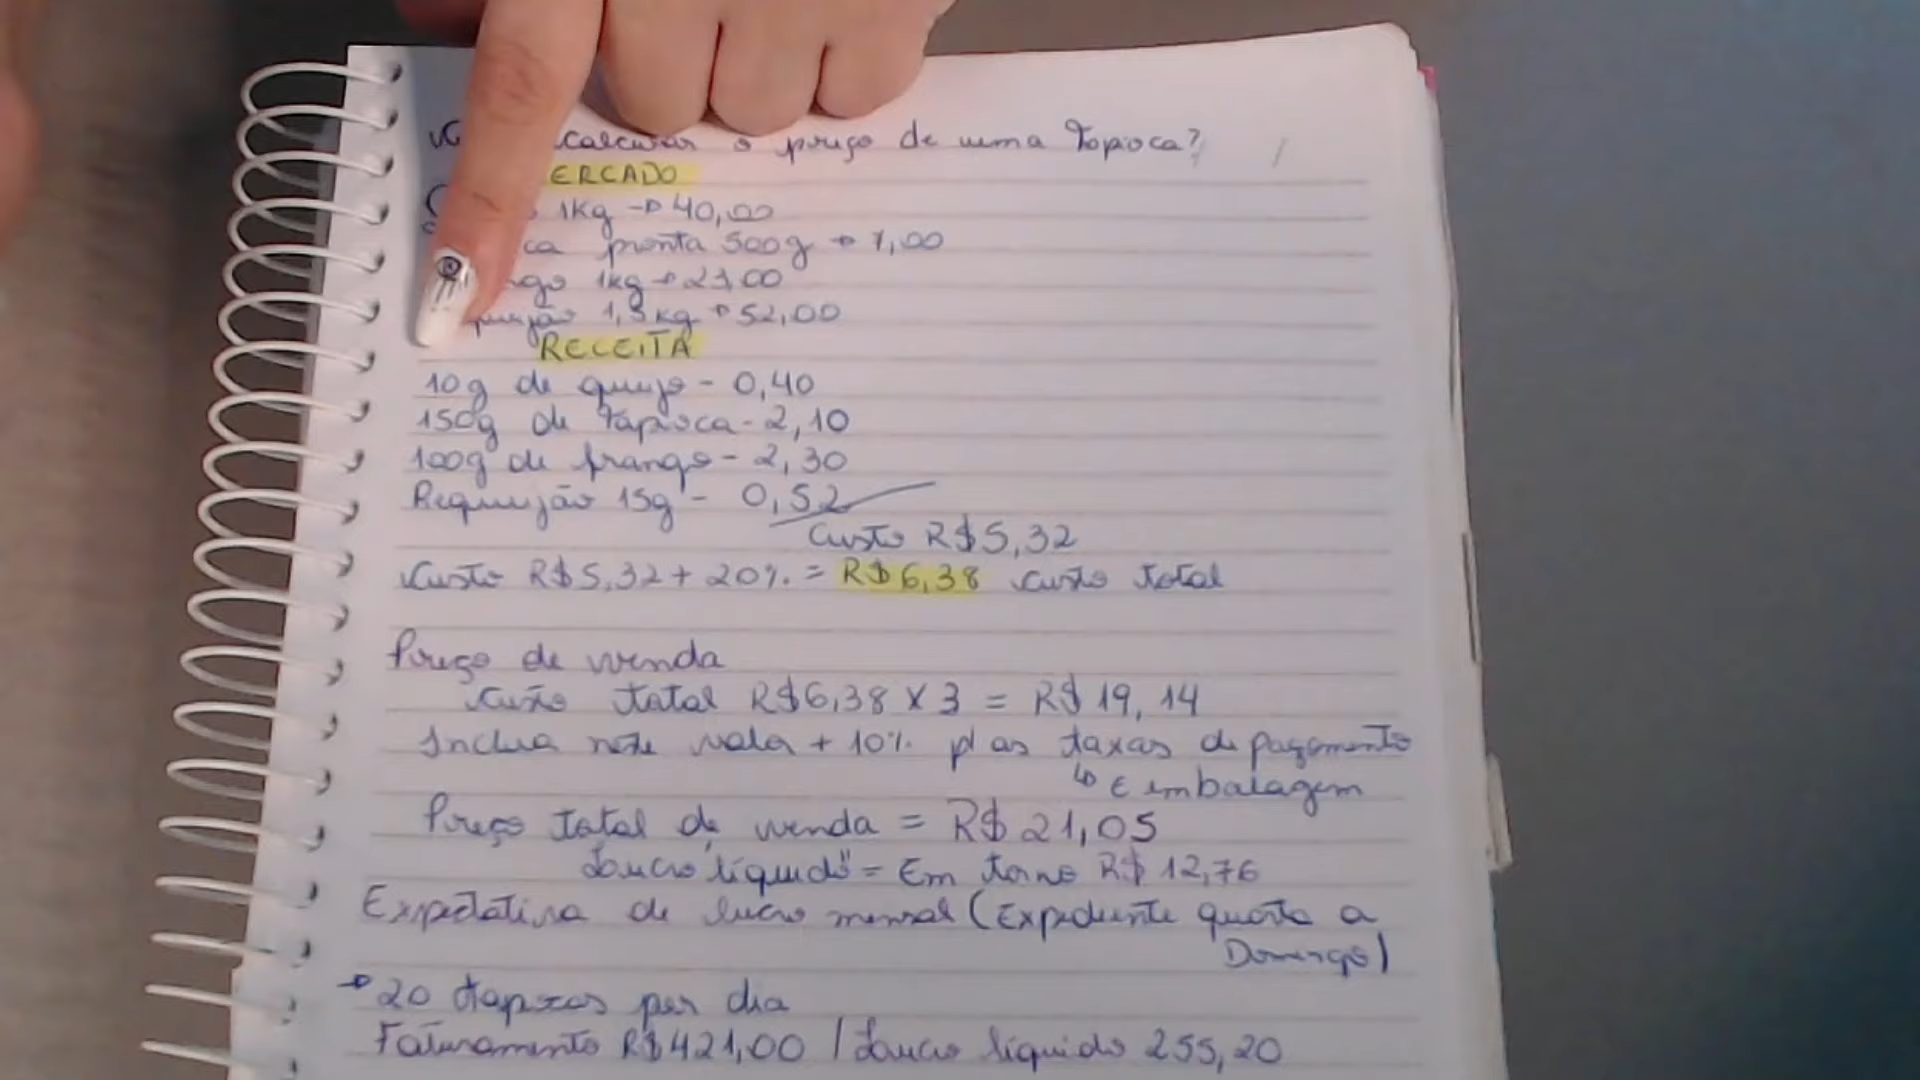 calcular o preço de uma Tapioca?
ERCADO
1Kg → 40,00
ca pronta 500g → 7,00
ngo 1kg → 23,00
queijão 1,5kg → 52,00
RECEITA
10g de queijo - 0,40
150g de tapioca - 2,10
100g de frango - 2,30
Requeijão 15g - 0,52
Custo R$5,32
Custo R$5,32 + 20% = R$6,38 custo total
Preço de venda
Custo total R$6,38 x 3 = R$ 19,14
Inclua nste valor + 10% p/ as taxas de pagamento
↳ Embalagem
Preço total de venda = R$ 21,05
"Lucro líquido" = Em torno R$ 12,76
Expectativa de lucro mensal (Expediente quarta a
Domingo)
→ 20 tapiocas por dia
Faturamento R$421,00 / Lucro líquido 255,20